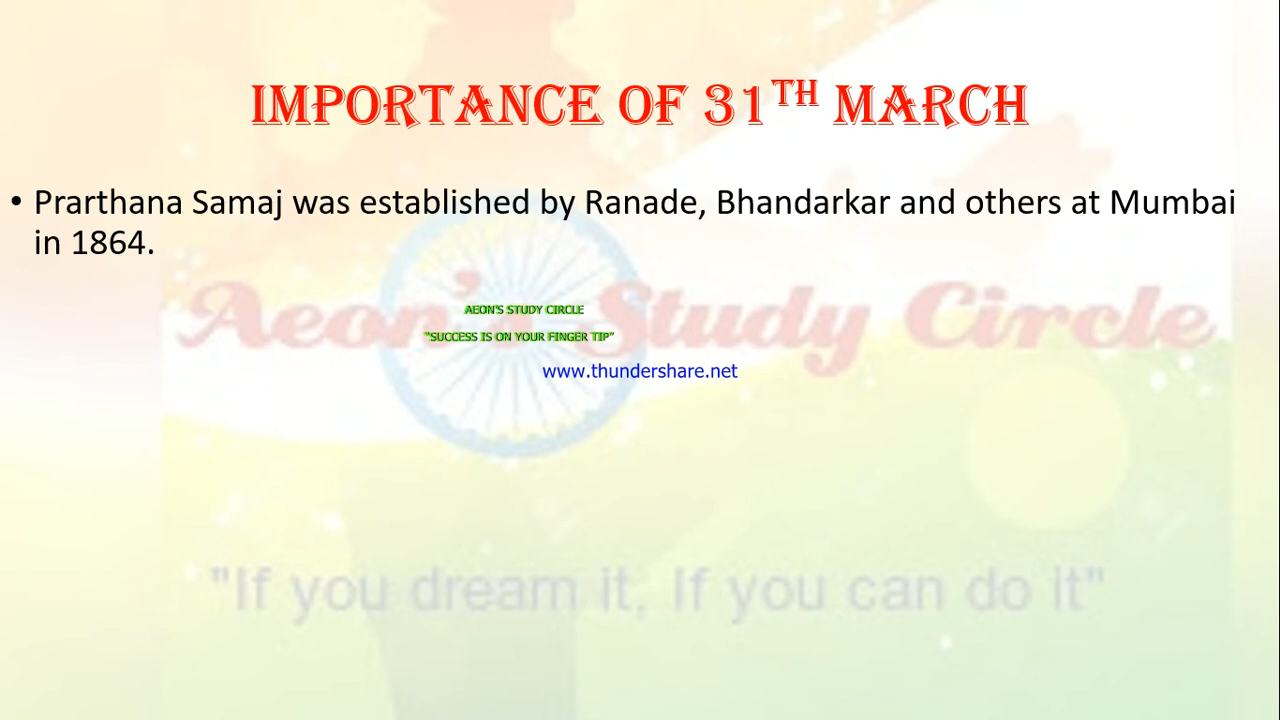 IMPORTANCE OF 31TH MARCH
• Prarthana Samaj was established by Ranade, Bhandarkar and others at Mumbai
in 1864.
Aeon's Study Circle
AEON'S STUDY CIRCLE
"SUCCESS IS ON YOUR FINGER TIP"
www.thundershare.net
"If you dream it, If you can do it"